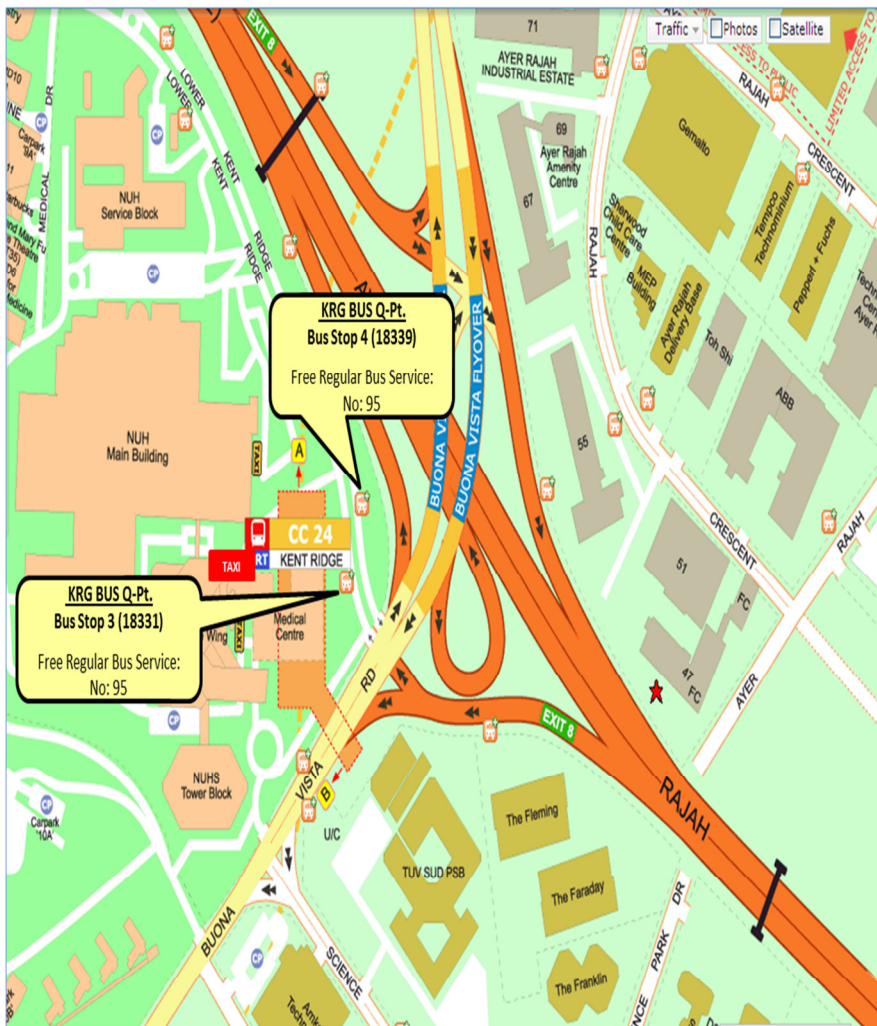 71
AYER RAJAH
INDUSTRIAL ESTATE
Traffic
Photos
Satellite
EXIT 8
LOWER
LOWER
KENT
KENT
RIDGE
RIDGE
DR
MEDICAL
CP
Carpark
'9A'
CP
NUH
Service Block
CP
69
Ayer Rajah
Amenity
Centre
67
RAJAH
Gemalto
RAJAH
CRESCENT
LIMITED ACCESS TO
Sherwood
Child Care
Centre
MEP
Building
Ayer Rajah
Delivery Base
Tempco
Technominium
Pepperl + Fuchs
Toh Shi
ABB
KRG BUS Q-Pt.
Bus Stop 4 (18339)
Free Regular Bus Service:
No: 95
BUONA VISTA FLYOVER
NUH
Main Building
TAXI
A
55
CC 24
KENT RIDGE
TAXI
CRESCENT
RAJAH
51
FC
47
FC
AYER
KRG BUS Q-Pt.
Bus Stop 3 (18331)
Free Regular Bus Service:
No: 95
Wing
TAXI
Medical
Centre
RD
EXIT 8
CP
NUHS
Tower Block
VISTA
B
U/C
CP
Carpark
'10A'
TUV SUD PSB
The Fleming
The Faraday
The Franklin
RAJAH
BUONA
CP
SCIENCE
PARK
DR